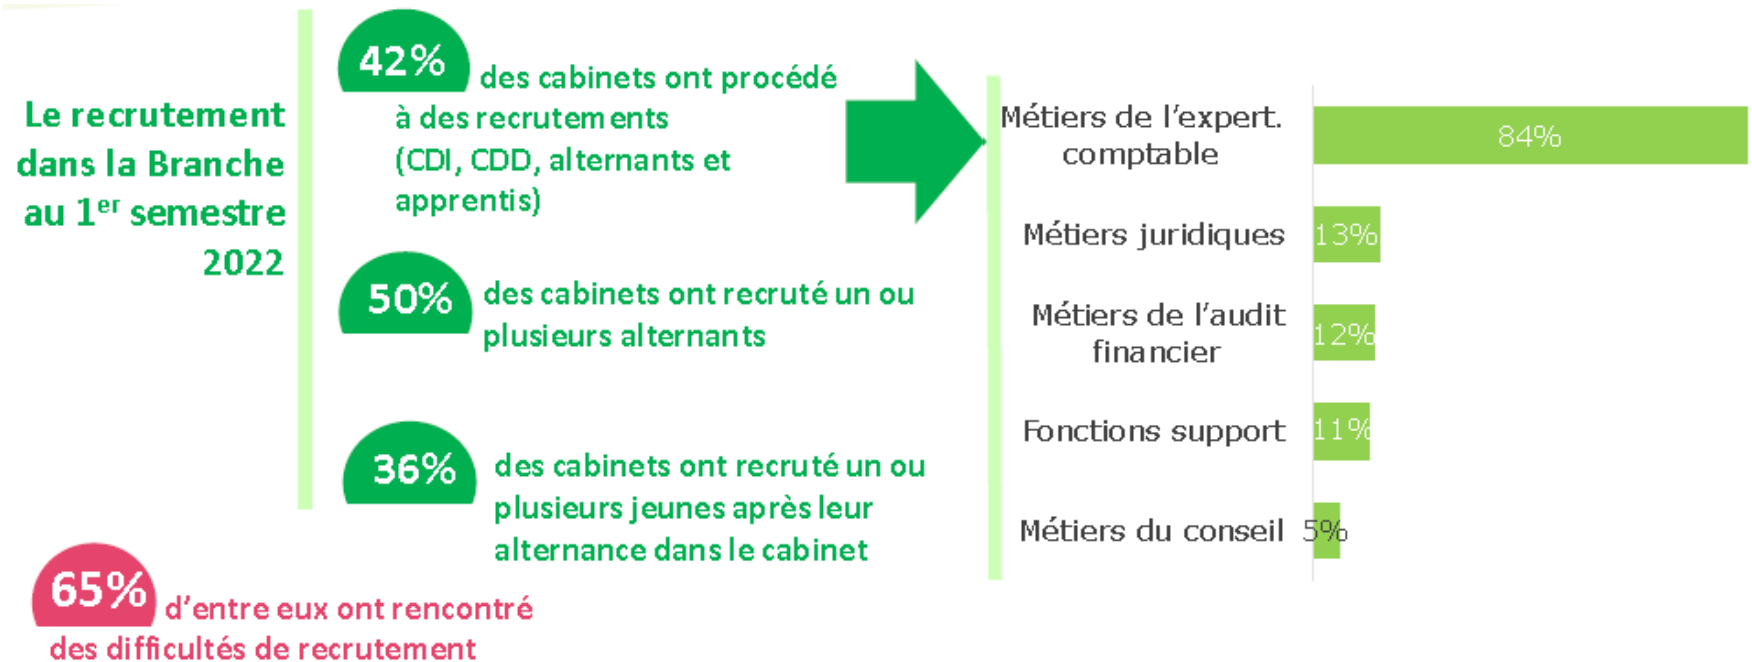 Le recrutement
dans la Branche
au 1er semestre
2022
42%
des cabinets ont procédé
à des recrutements
(CDI, CDD, alternants et
apprentis)
50%
des cabinets ont recruté un ou
plusieurs alternants
36%
des cabinets ont recruté un ou
plusieurs jeunes après leur
alternance dans le cabinet
65%
d'entre eux ont rencontré
des difficultés de recrutement
Métiers de l'expert.
comptable
84%
Métiers juridiques
13%
Métiers de l'audit
financier
12%
Fonctions support
11%
Métiers du conseil
5%